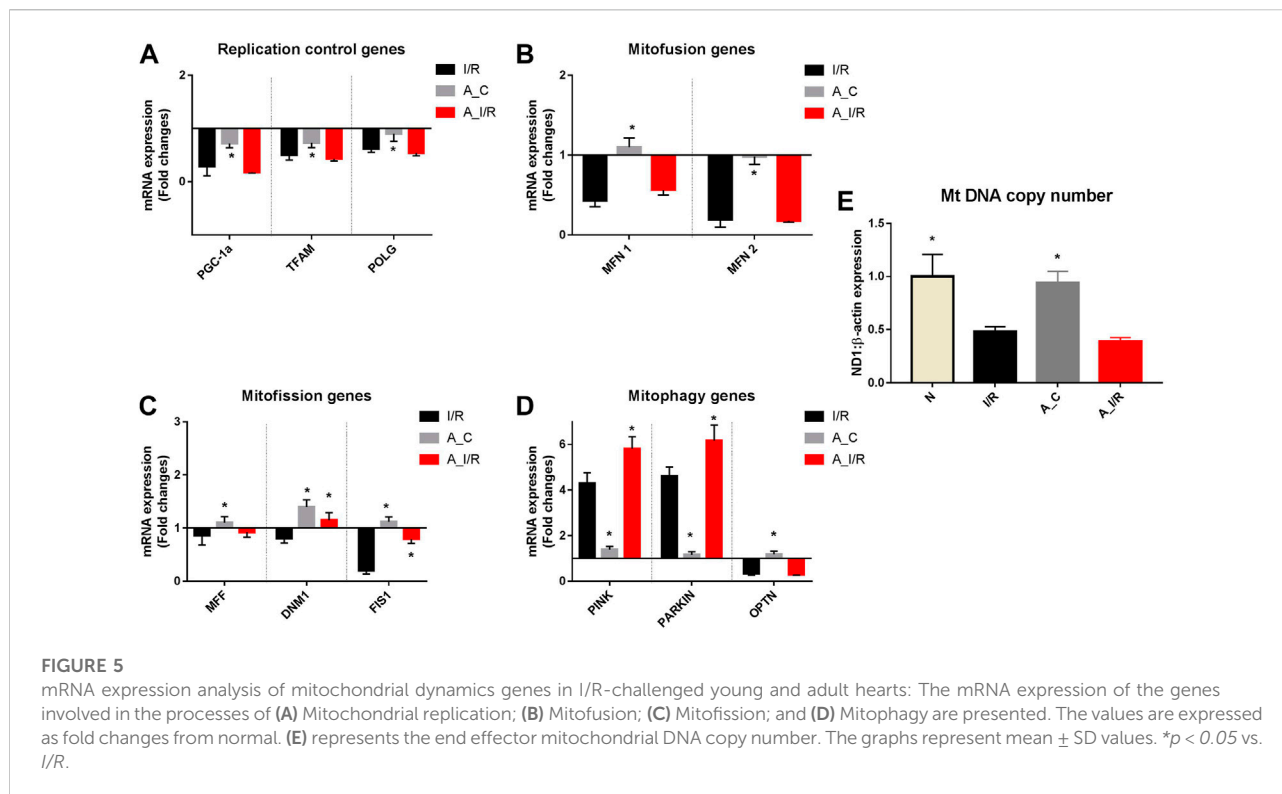 A
Replication control genes
I/R
A_C
A_I/R
mRNA expression
(Fold changes)
2
1
0
*
*
*
PGC-1a
TFAM
POLG
B
Mitofusion genes
I/R
A_C
A_I/R
mRNA expression
(Fold changes)
2
1
0
*
*
MFN 1
MFN 2
E
Mt DNA copy number
ND1:β-actin expression
1.5
1.0
0.5
0.0
*
*
N
I/R
A_C
A_I/R
C
Mitofission genes
I/R
A_C
A_I/R
mRNA expression
(Fold changes)
3
2
1
0
*
*
*
*
*
MFF
DNM1
FIS1
D
Mitophagy genes
I/R
A_C
A_I/R
mRNA expression
(Fold changes)
6
4
2
0
*
*
*
*
*
PINK
PARKIN
OPTN
FIGURE 5
mRNA expression analysis of mitochondrial dynamics genes in I/R-challenged young and adult hearts: The mRNA expression of the genes
involved in the processes of (A) Mitochondrial replication; (B) Mitofusion; (C) Mitofission; and (D) Mitophagy are presented. The values are expressed
as fold changes from normal. (E) represents the end effector mitochondrial DNA copy number. The graphs represent mean ± SD values. *p < 0.05 vs.
I/R.